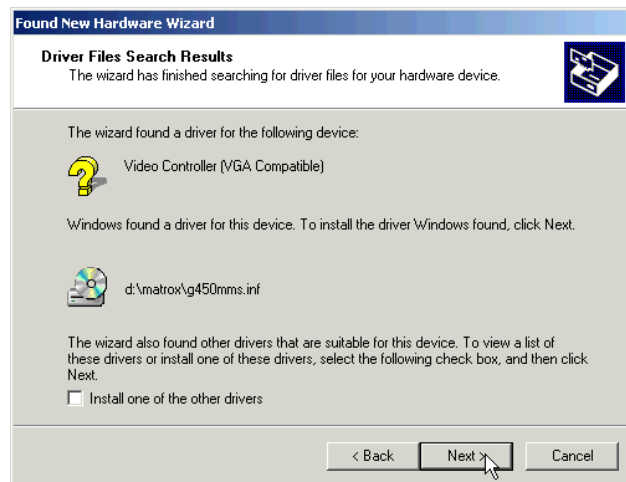 Found New Hardware Wizard
Driver Files Search Results
The wizard has finished searching for driver files for your hardware device.
The wizard found a driver for the following device:
Video Controller (VGA Compatible)
Windows found a driver for this device. To install the driver Windows found, click Next.
d:\matrox\g450mms.inf
The wizard also found other drivers that are suitable for this device. To view a list of
these drivers or install one of these drivers, select the following check box, and then click
Next.
Install one of the other drivers
< Back Next > Cancel